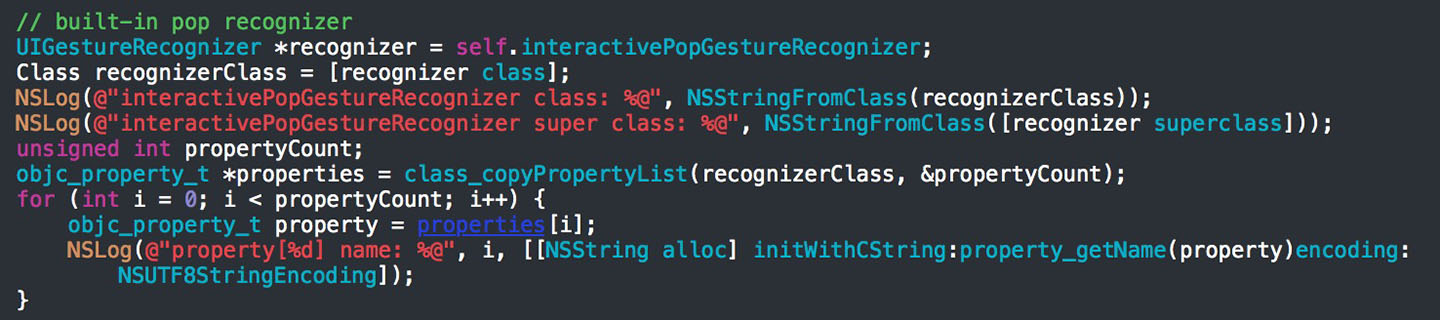 // built-in pop recognizer
UIGestureRecognizer *recognizer = self.interactivePopGestureRecognizer;
Class recognizerClass = [recognizer class];
NSLog(@"interactivePopGestureRecognizer class: %@", NSStringFromClass(recognizerClass));
NSLog(@"interactivePopGestureRecognizer super class: %@", NSStringFromClass([recognizer superclass]));
unsigned int propertyCount;
objc_property_t *properties = class_copyPropertyList(recognizerClass, &propertyCount);
for (int i = 0; i < propertyCount; i++) {
    objc_property_t property = properties[i];
    NSLog(@"property[%d] name: %@", i, [[NSString alloc] initWithCString:property_getName(property)encoding:
        NSUTF8StringEncoding]);
}